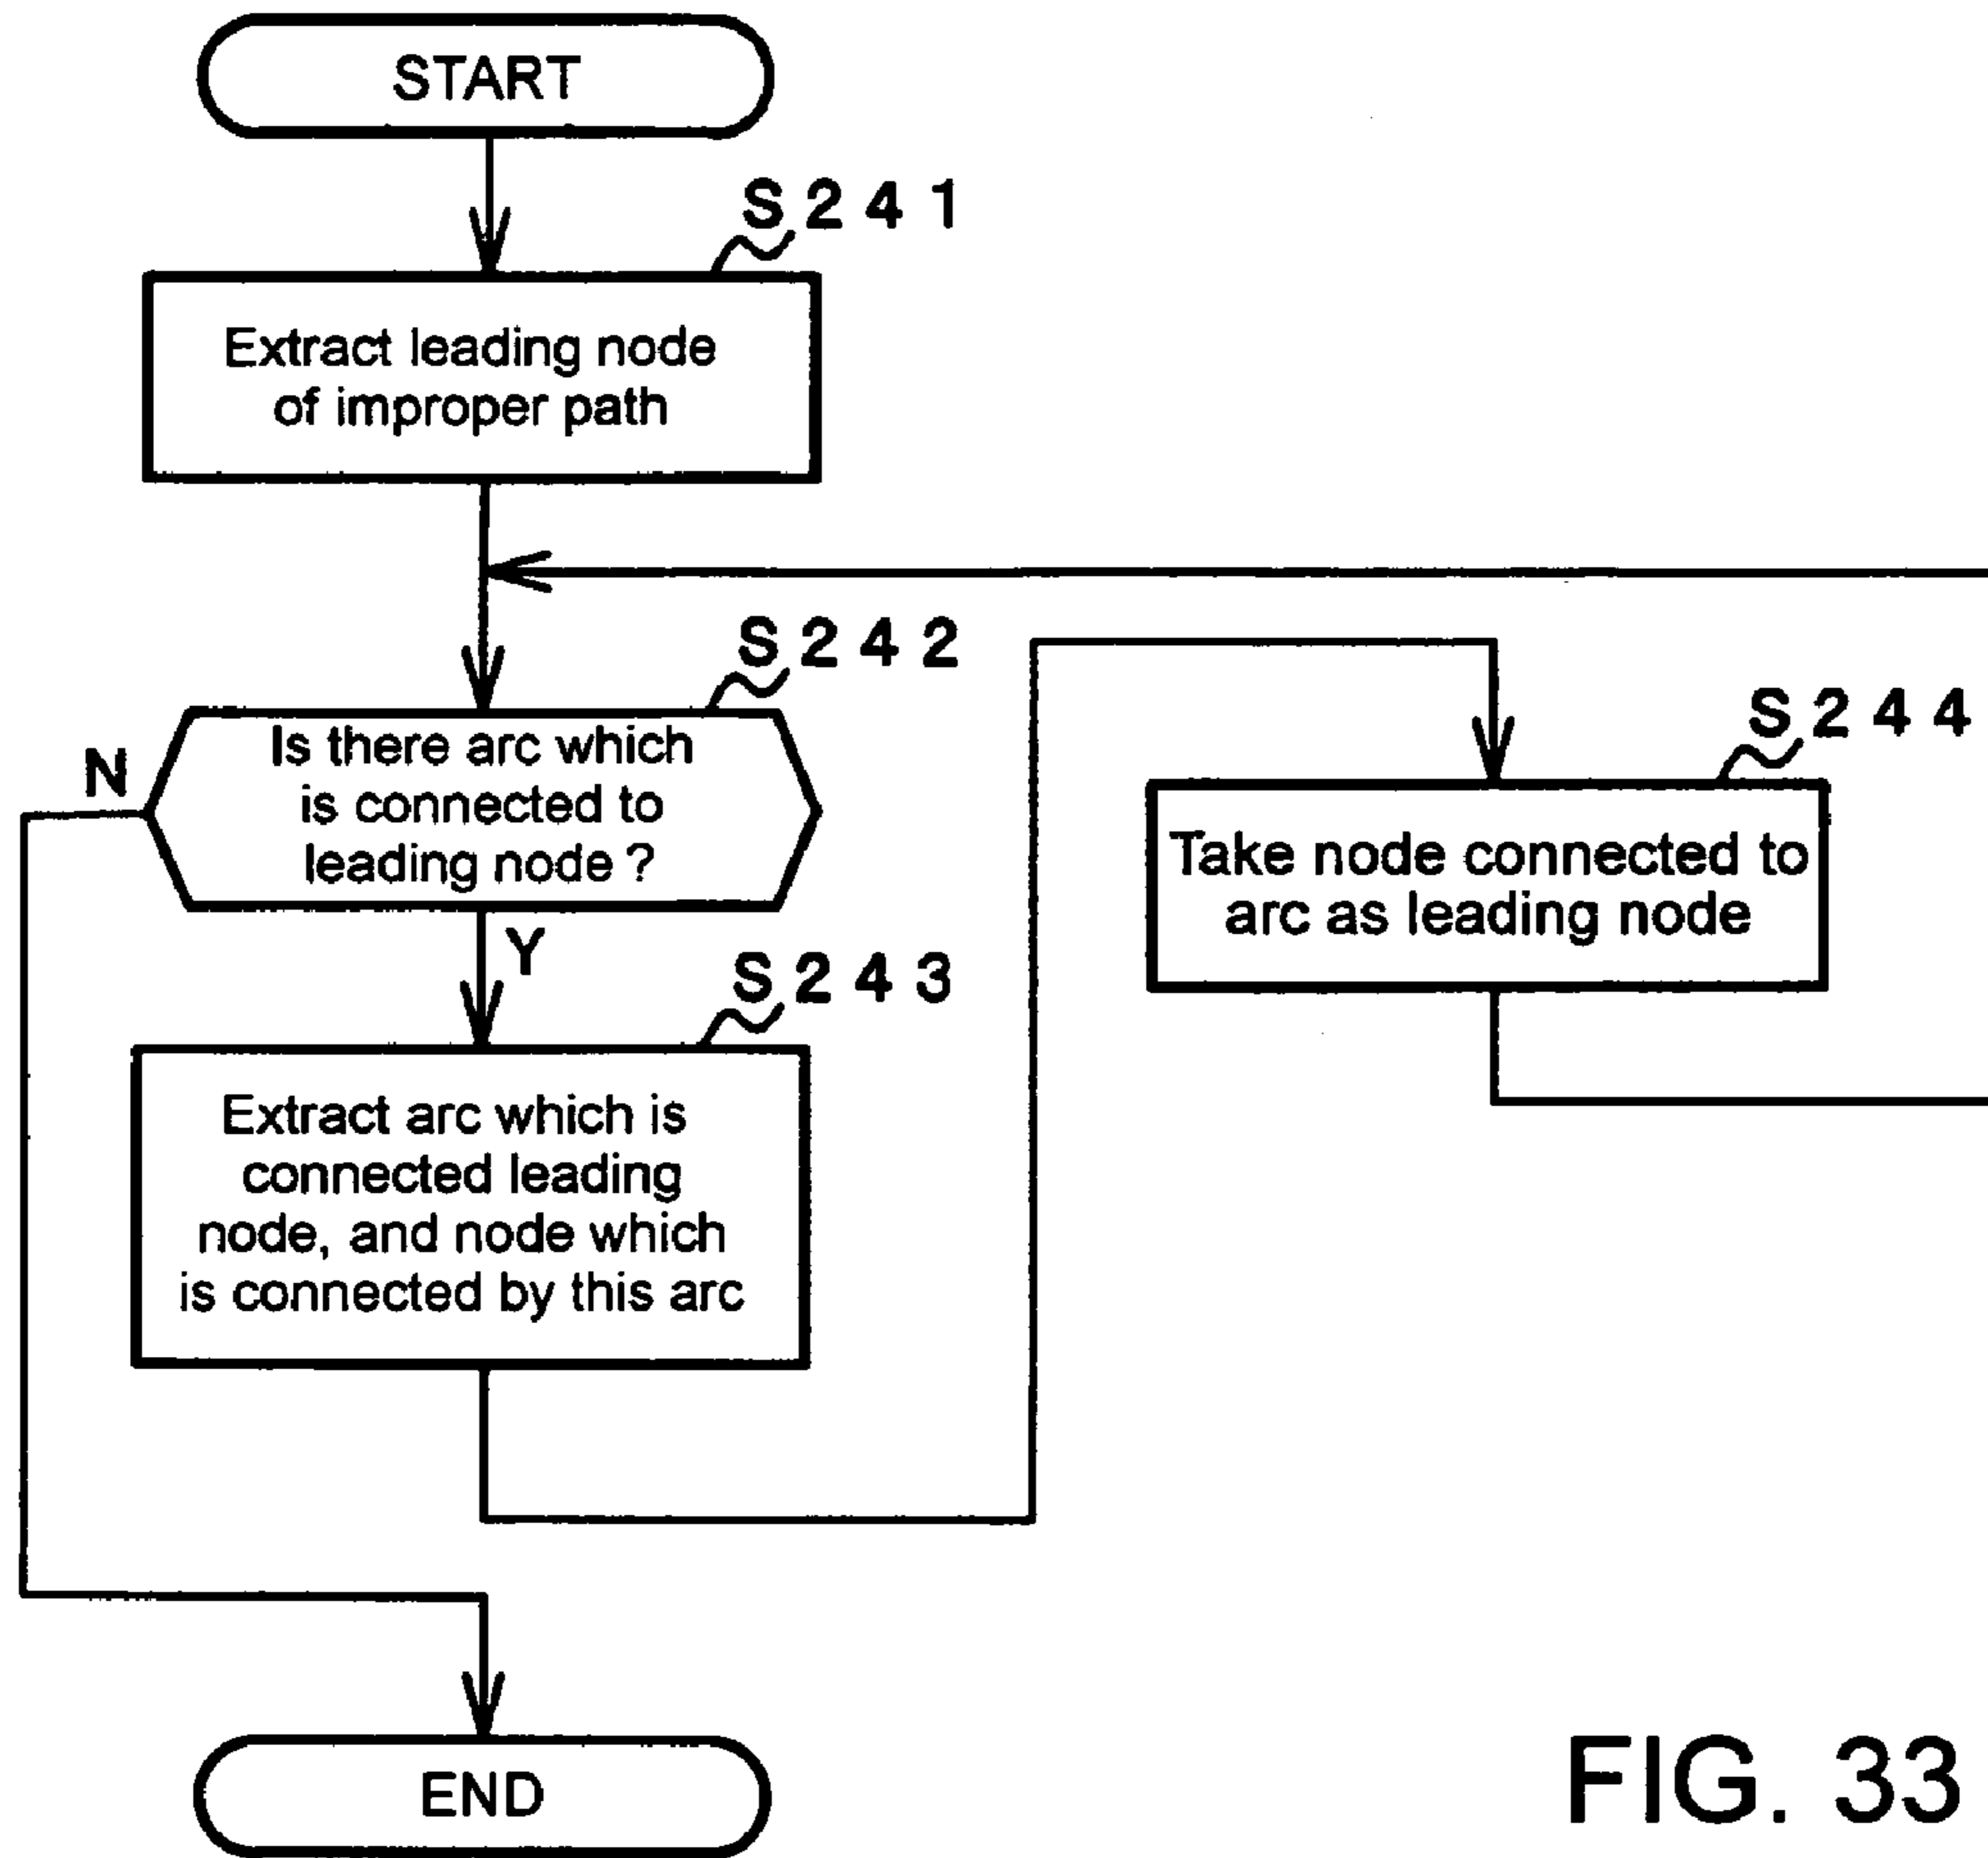 START
S241
Extract leading node
of improper path
S242
Is there arc which
is connected to
leading node ?
N
Y
S243
Extract arc which is
connected leading
node, and node which
is connected by this arc
S244
Take node connected to
arc as leading node
END
FIG. 33